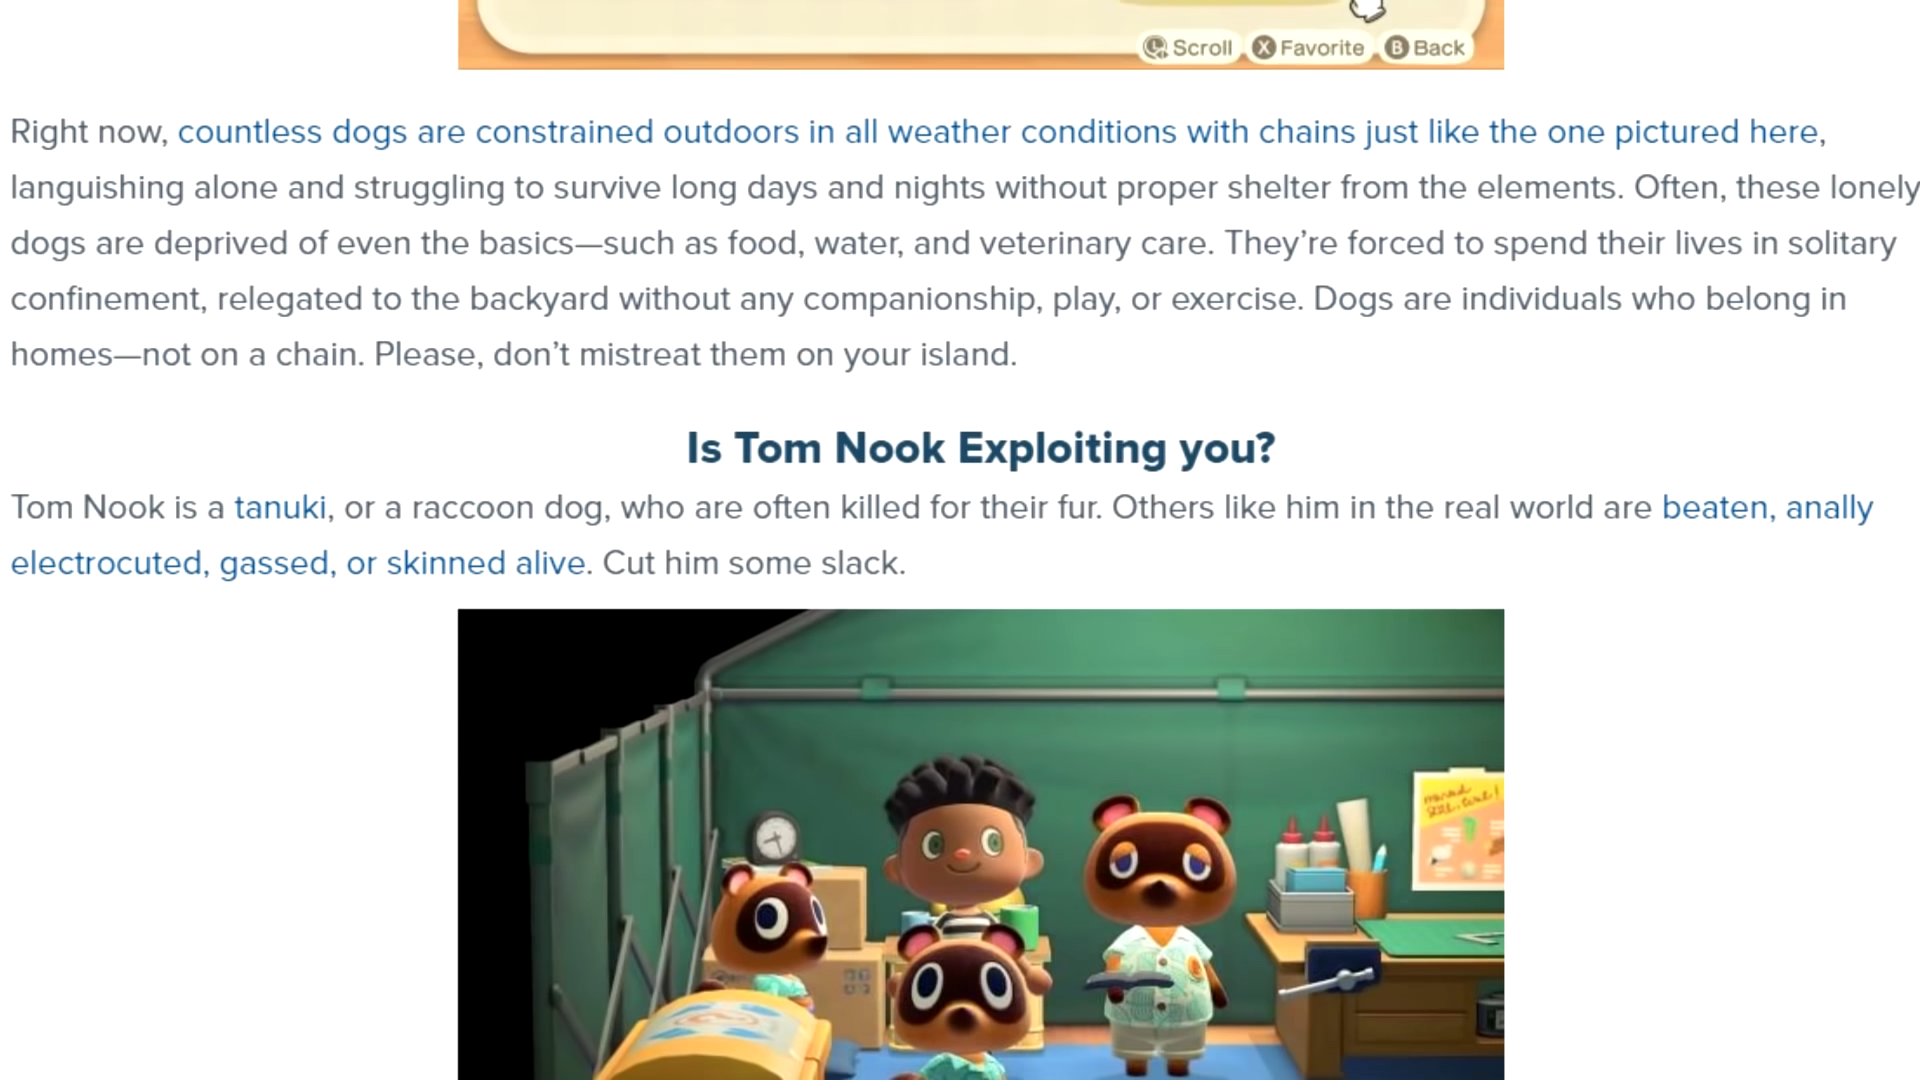 Scroll X Favorite B Back
Right now, countless dogs are constrained outdoors in all weather conditions with chains just like the one pictured here,
languishing alone and struggling to survive long days and nights without proper shelter from the elements. Often, these lonely
dogs are deprived of even the basics—such as food, water, and veterinary care. They’re forced to spend their lives in solitary
confinement, relegated to the backyard without any companionship, play, or exercise. Dogs are individuals who belong in
homes—not on a chain. Please, don’t mistreat them on your island.
Is Tom Nook Exploiting you?
Tom Nook is a tanuki, or a raccoon dog, who are often killed for their fur. Others like him in the real world are beaten, anally
electrocuted, gassed, or skinned alive. Cut him some slack.